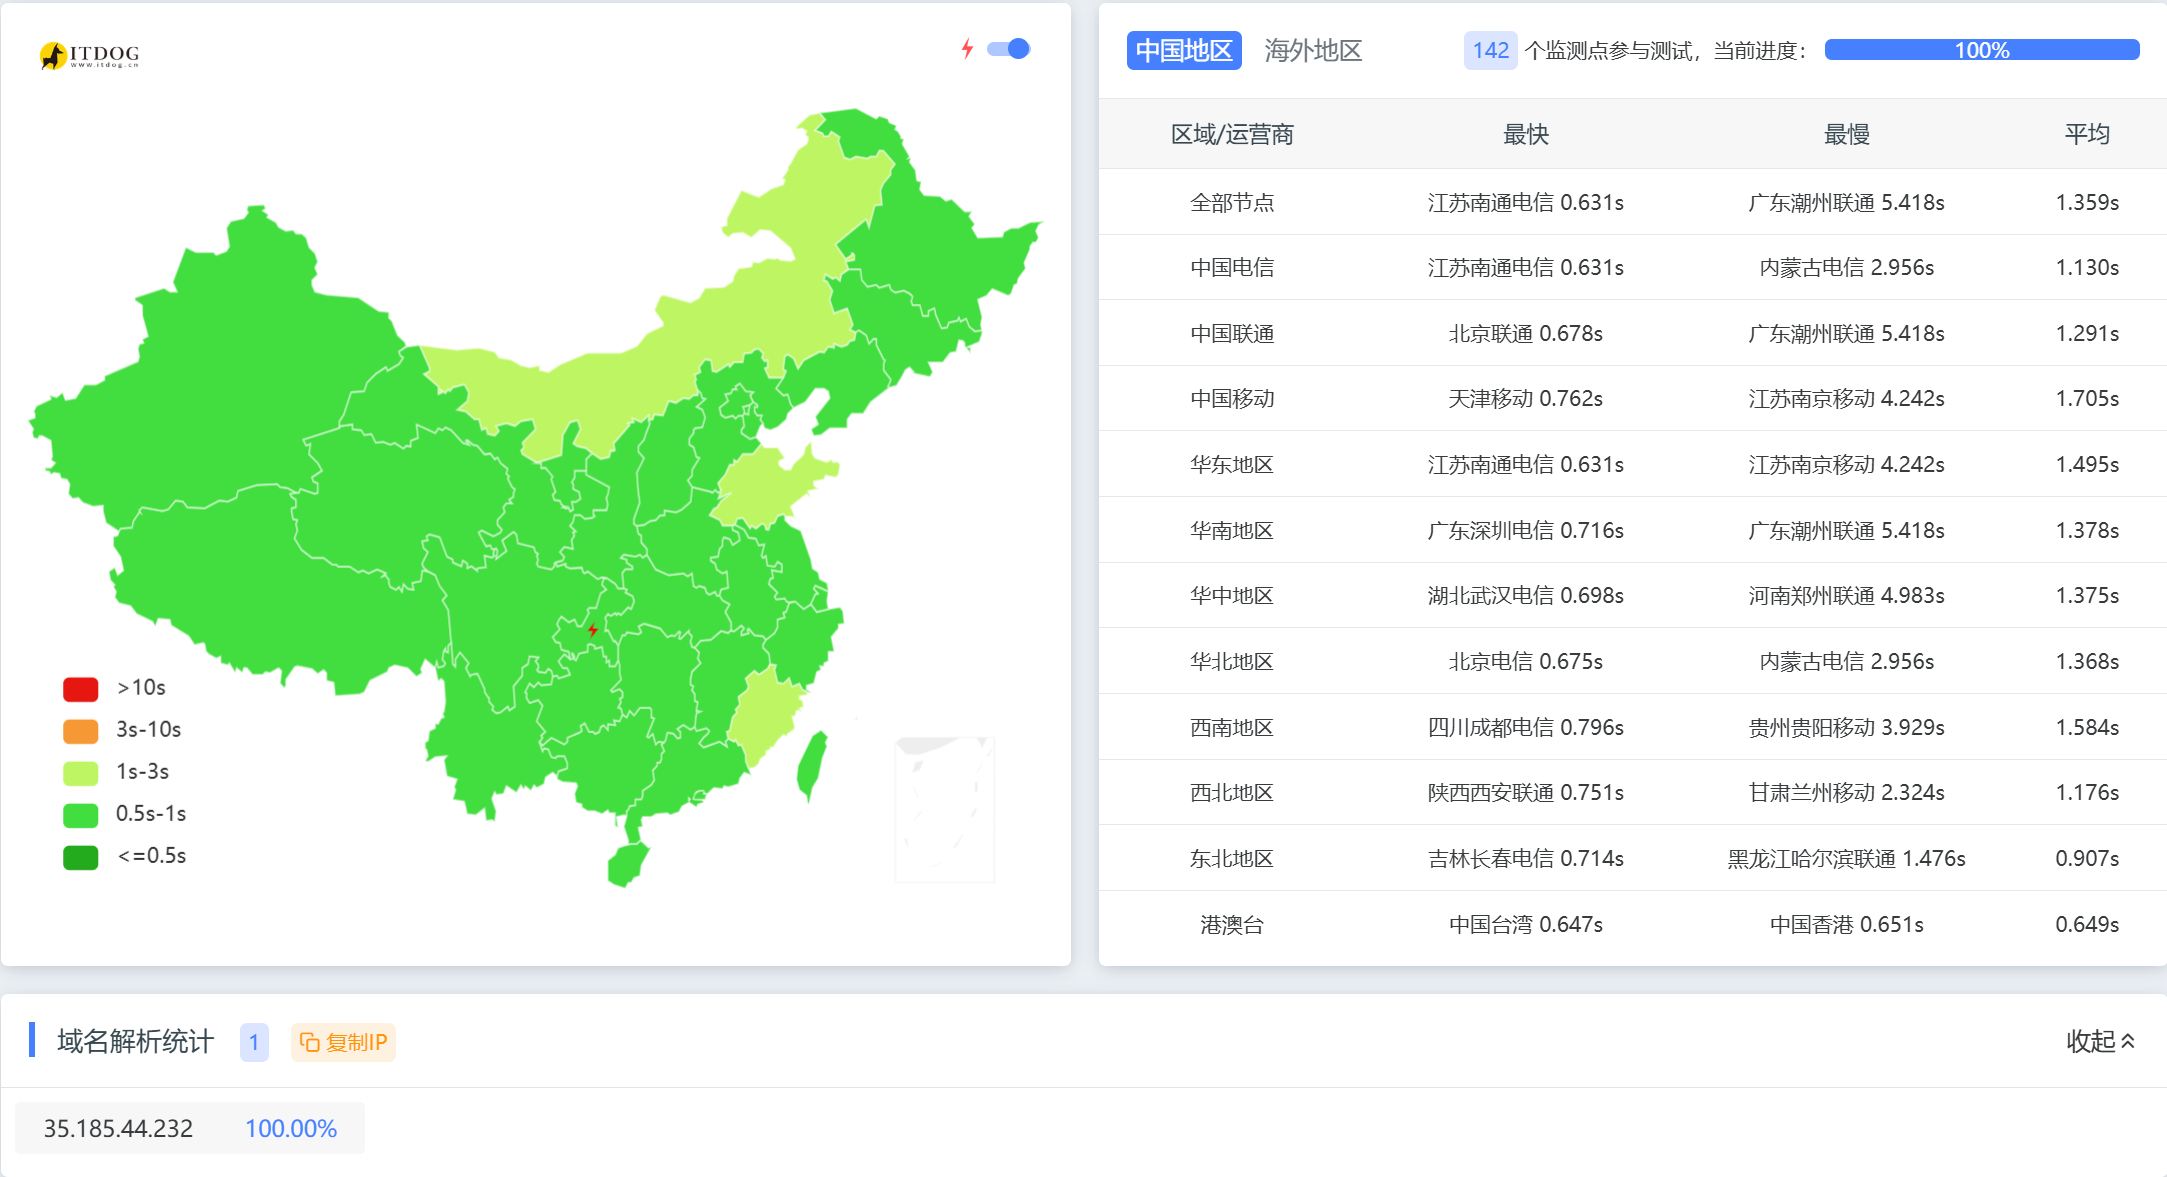 ITDOG
www.itdog.cn
>10s
3s-10s
1s-3s
0.5s-1s
<=0.5s
中国地区 海外地区 142 个监测点参与测试，当前进度： 100%
区域/运营商 最快 最慢 平均
全部节点 江苏南通电信 0.631s 广东潮州联通 5.418s 1.359s
中国电信 江苏南通电信 0.631s 内蒙古电信 2.956s 1.130s
中国联通 北京联通 0.678s 广东潮州联通 5.418s 1.291s
中国移动 天津移动 0.762s 江苏南京移动 4.242s 1.705s
华东地区 江苏南通电信 0.631s 江苏南京移动 4.242s 1.495s
华南地区 广东深圳电信 0.716s 广东潮州联通 5.418s 1.378s
华中地区 湖北武汉电信 0.698s 河南郑州联通 4.983s 1.375s
华北地区 北京电信 0.675s 内蒙古电信 2.956s 1.368s
西南地区 四川成都电信 0.796s 贵州贵阳移动 3.929s 1.584s
西北地区 陕西西安联通 0.751s 甘肃兰州移动 2.324s 1.176s
东北地区 吉林长春电信 0.714s 黑龙江哈尔滨联通 1.476s 0.907s
港澳台 中国台湾 0.647s 中国香港 0.651s 0.649s
域名解析统计 1 复制IP 收起
35.185.44.232 100.00%